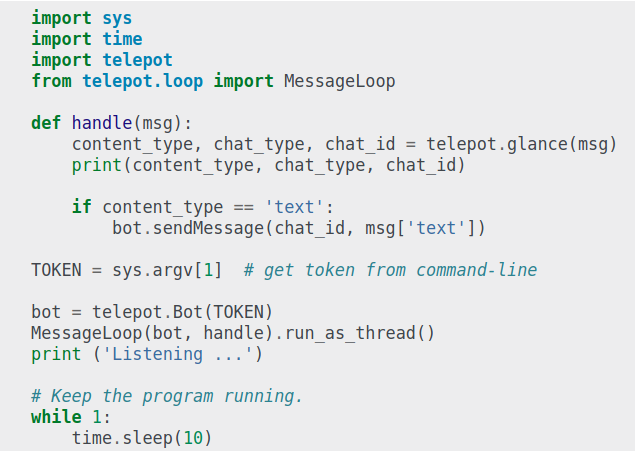 import sys
import time
import telepot
from telepot.loop import MessageLoop

def handle(msg):
    content_type, chat_type, chat_id = telepot.glance(msg)
    print(content_type, chat_type, chat_id)

    if content_type == 'text':
        bot.sendMessage(chat_id, msg['text'])

TOKEN = sys.argv[1]  # get token from command-line

bot = telepot.Bot(TOKEN)
MessageLoop(bot, handle).run_as_thread()
print ('Listening ...')

# Keep the program running.
while 1:
    time.sleep(10)